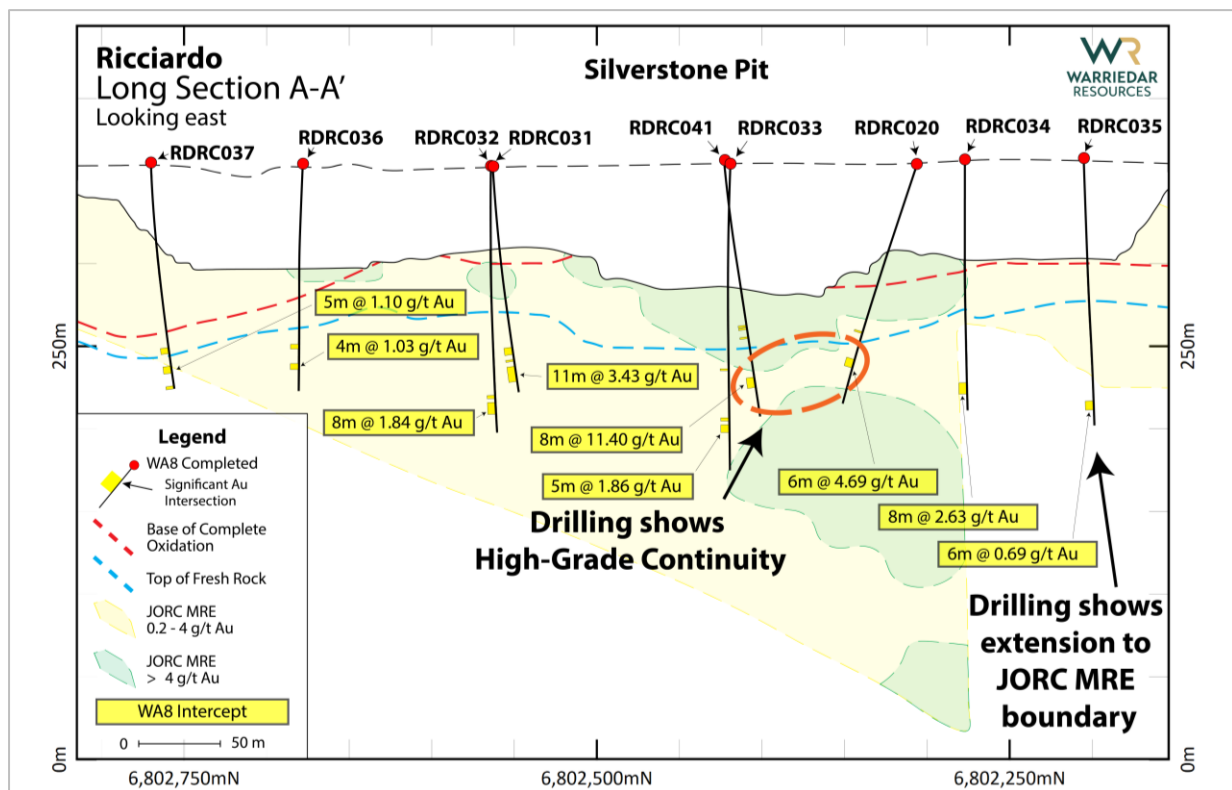 Ricciardo
Long Section A-A’
Looking east
Silverstone Pit
WARRIEDAR
RESOURCES
RDRC037
RDRC036
RDRC032
RDRC031
RDRC041
RDRC033
RDRC020
RDRC034
RDRC035
5m @ 1.10 g/t Au
4m @ 1.03 g/t Au
11m @ 3.43 g/t Au
8m @ 1.84 g/t Au
8m @ 11.40 g/t Au
5m @ 1.86 g/t Au
6m @ 4.69 g/t Au
8m @ 2.63 g/t Au
6m @ 0.69 g/t Au
Drilling shows
High-Grade Continuity
Drilling shows
extension to
JORC MRE
boundary
250m
250m
0m
0m
Legend
WA8 Completed
Significant Au
Intersection
Base of Complete
Oxidation
Top of Fresh Rock
JORC MRE
0.2 - 4 g/t Au
JORC MRE
> 4 g/t Au
WA8 Intercept
0 50 m
6,802,750mN
6,802,500mN
6,802,250mN